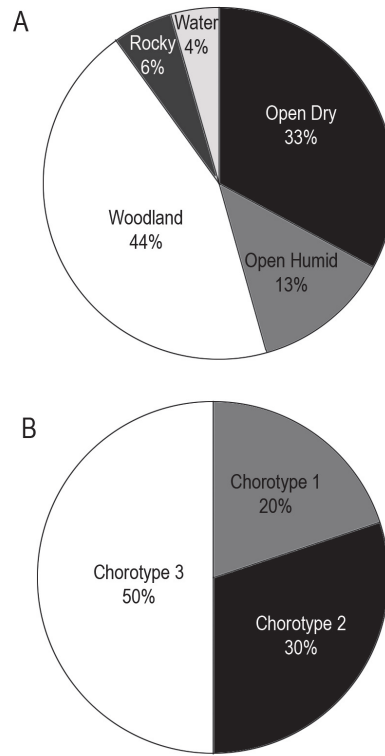 A
Water
4%
Rocky
6%
Open Dry
33%
Woodland
44%
Open Humid
13%
B
Chorotype 1
20%
Chorotype 3
50%
Chorotype 2
30%